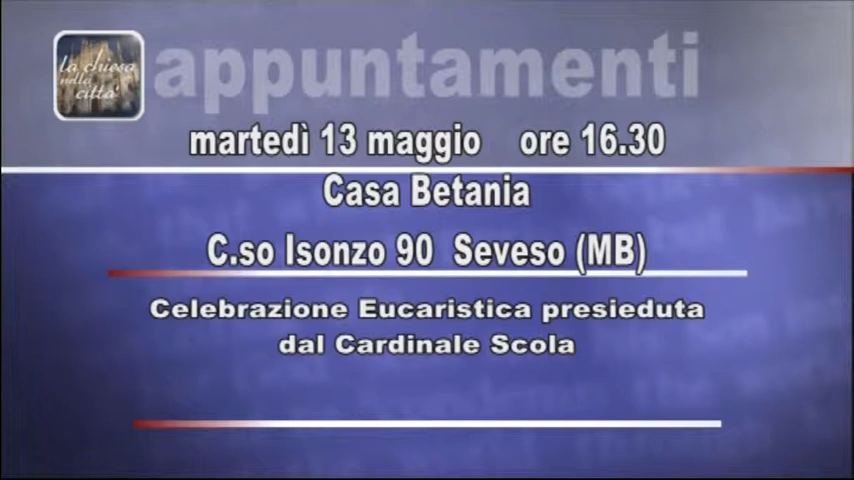 la chiesa
nella
città
appuntamenti
martedì 13 maggio ore 16.30
Casa Betania
C.so Isonzo 90 Seveso (MB)
Celebrazione Eucaristica presieduta
dal Cardinale Scola